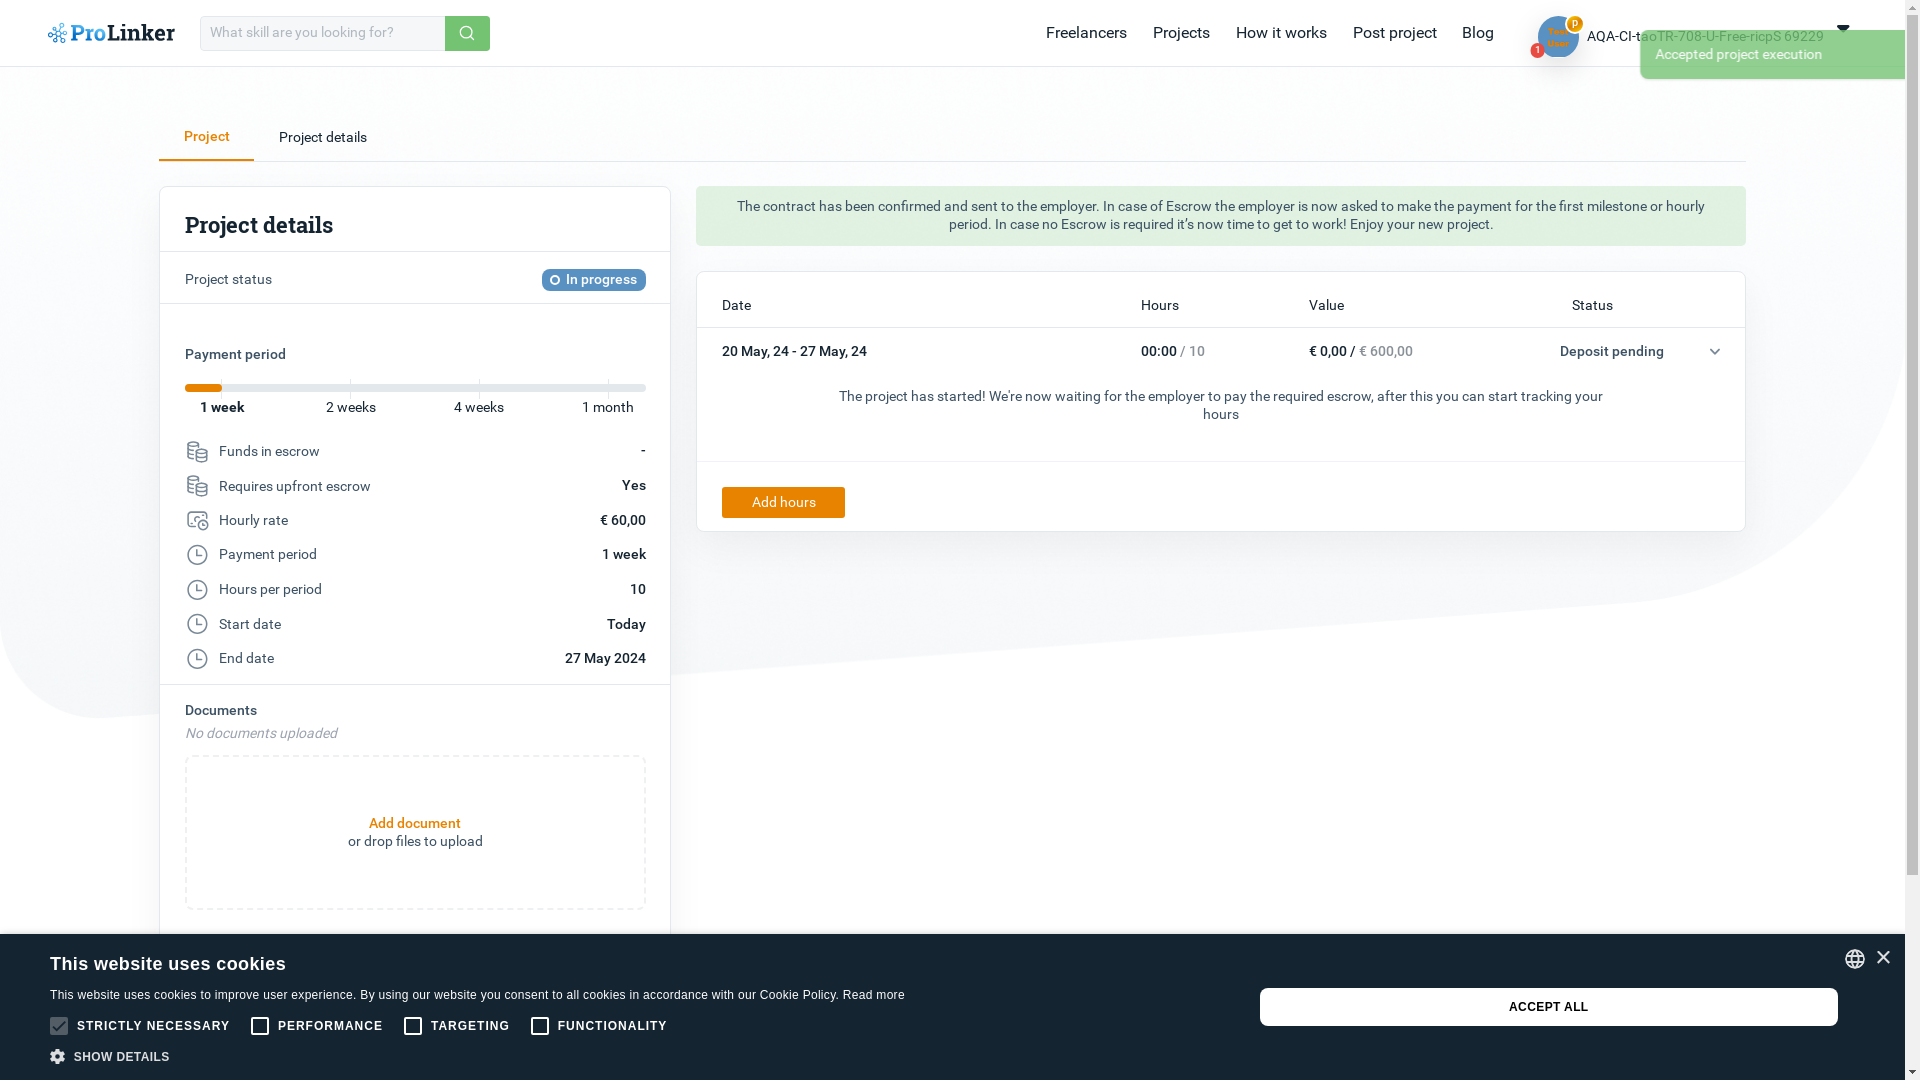 ProLinker
What skill are you looking for?
Freelancers
Projects
How it works
Post project
Blog
p
1
AQA-CI-taoTR-708-U-Free-ricpS 69229
Accepted project execution
Project
Project details
Project details
Project status
In progress
Payment period
1 week
2 weeks
4 weeks
1 month
Funds in escrow -
Requires upfront escrow Yes
Hourly rate € 60,00
Payment period 1 week
Hours per period 10
Start date Today
End date 27 May 2024
Documents
No documents uploaded
Add document
or drop files to upload
The contract has been confirmed and sent to the employer. In case of Escrow the employer is now asked to make the payment for the first milestone or hourly
period. In case no Escrow is required it’s now time to get to work! Enjoy your new project.
Date Hours Value Status
20 May, 24 - 27 May, 24 00:00 / 10 € 0,00 / € 600,00 Deposit pending
The project has started! We're now waiting for the employer to pay the required escrow, after this you can start tracking your
hours
Add hours
This website uses cookies
This website uses cookies to improve user experience. By using our website you consent to all cookies in accordance with our Cookie Policy. Read more
STRICTLY NECESSARY
PERFORMANCE
TARGETING
FUNCTIONALITY
SHOW DETAILS
ACCEPT ALL